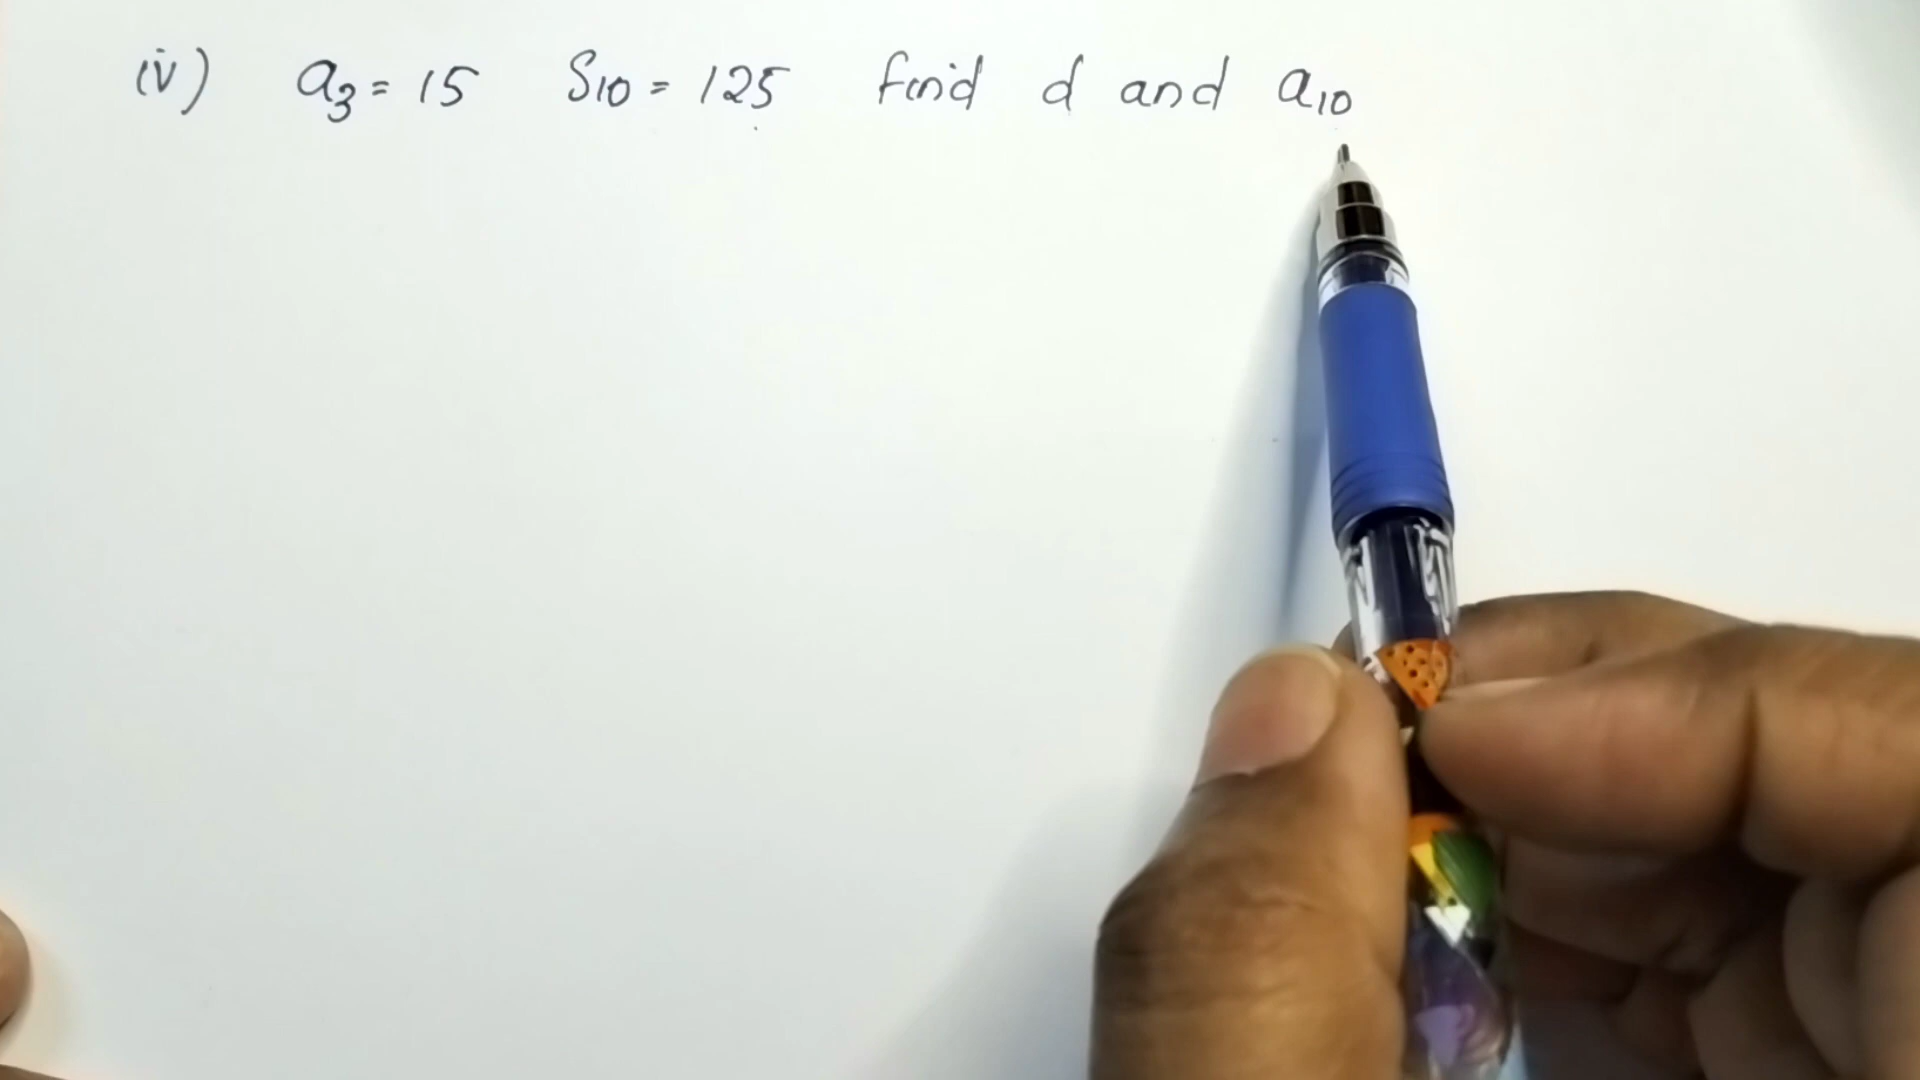 (iv) a₃ = 15 S₁₀ = 125 find d and a₁₀